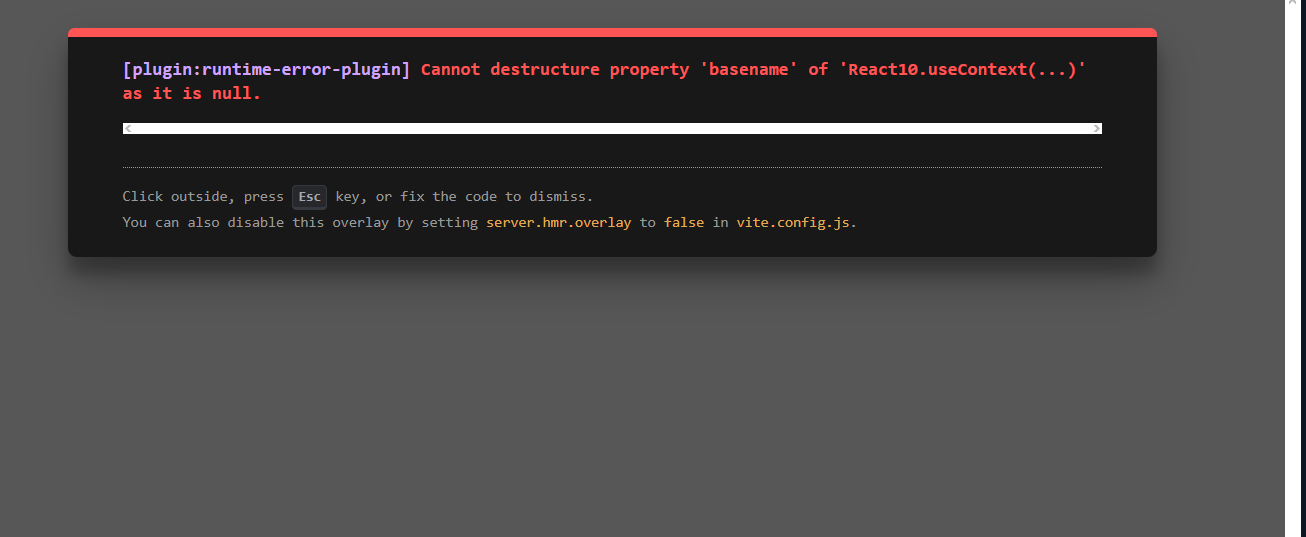 [plugin:runtime-error-plugin] Cannot destructure property 'basename' of 'React10.useContext(...)'
as it is null.
Click outside, press Esc key, or fix the code to dismiss.
You can also disable this overlay by setting server.hmr.overlay to false in vite.config.js.